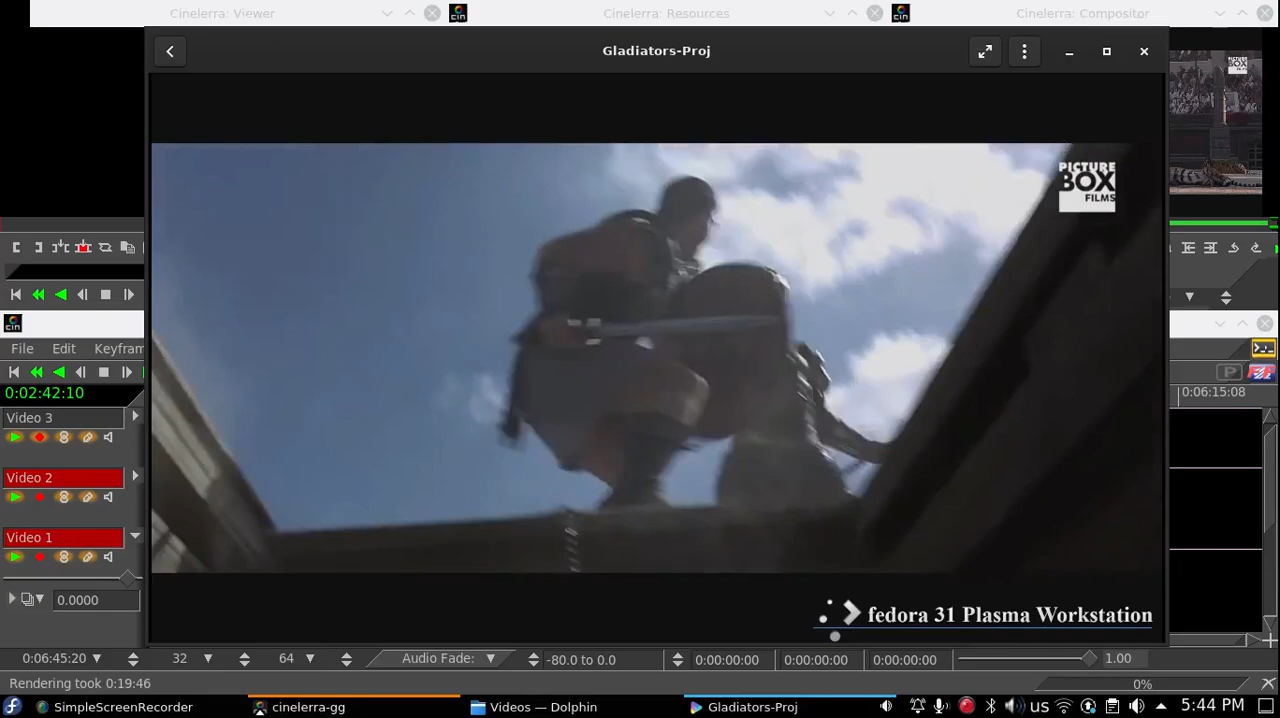 Cinelerra: Viewer
Cinelerra: Resources
Cinelerra: Compositor
Gladiators-Proj
PICTURE
BOX
FILMS
PICTURE
BOX
FILMS
File Edit Keyfram
0:02:42:10
P
0:06:15:08
Video 3
Video 2
Video 1
0.0000
fedora 31 Plasma Workstation
0:06:45:20 32 64 Audio Fade: -80.0 to 0.0 0:00:00:00 0:00:00:00 0:00:00:00 1.00
Rendering took 0:19:46 0%
SimpleScreenRecorder cinelerra-gg Videos — Dolphin Gladiators-Proj us 5:44 PM